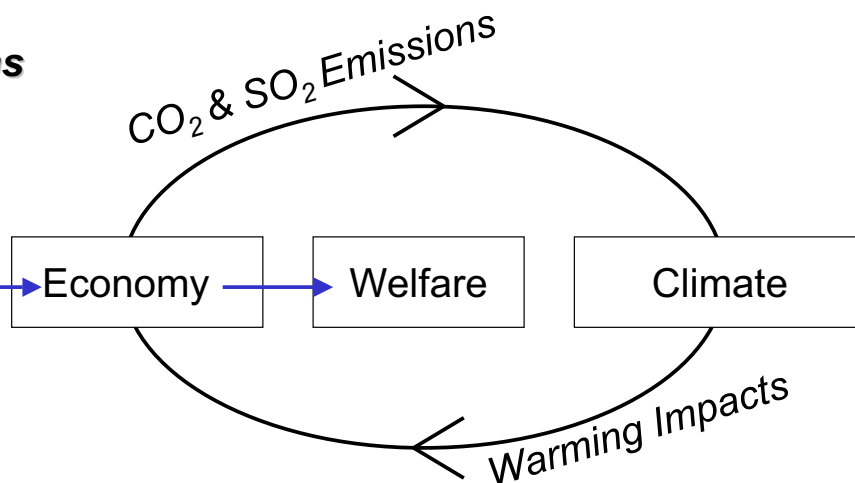 CO₂ & SO₂ Emissions
Economy
Welfare
Climate
Warming Impacts